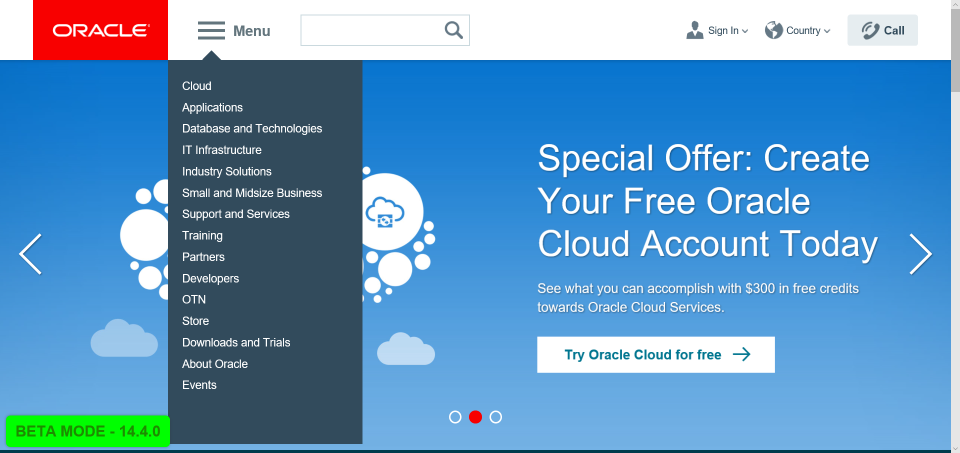 ORACLE
Menu
Sign In
Country
Call
Cloud
Applications
Database and Technologies
IT Infrastructure
Industry Solutions
Small and Midsize Business
Support and Services
Training
Partners
Developers
OTN
Store
Downloads and Trials
About Oracle
Events
Special Offer: Create
Your Free Oracle
Cloud Account Today
See what you can accomplish with $300 in free credits
towards Oracle Cloud Services.
Try Oracle Cloud for free
BETA MODE - 14.4.0